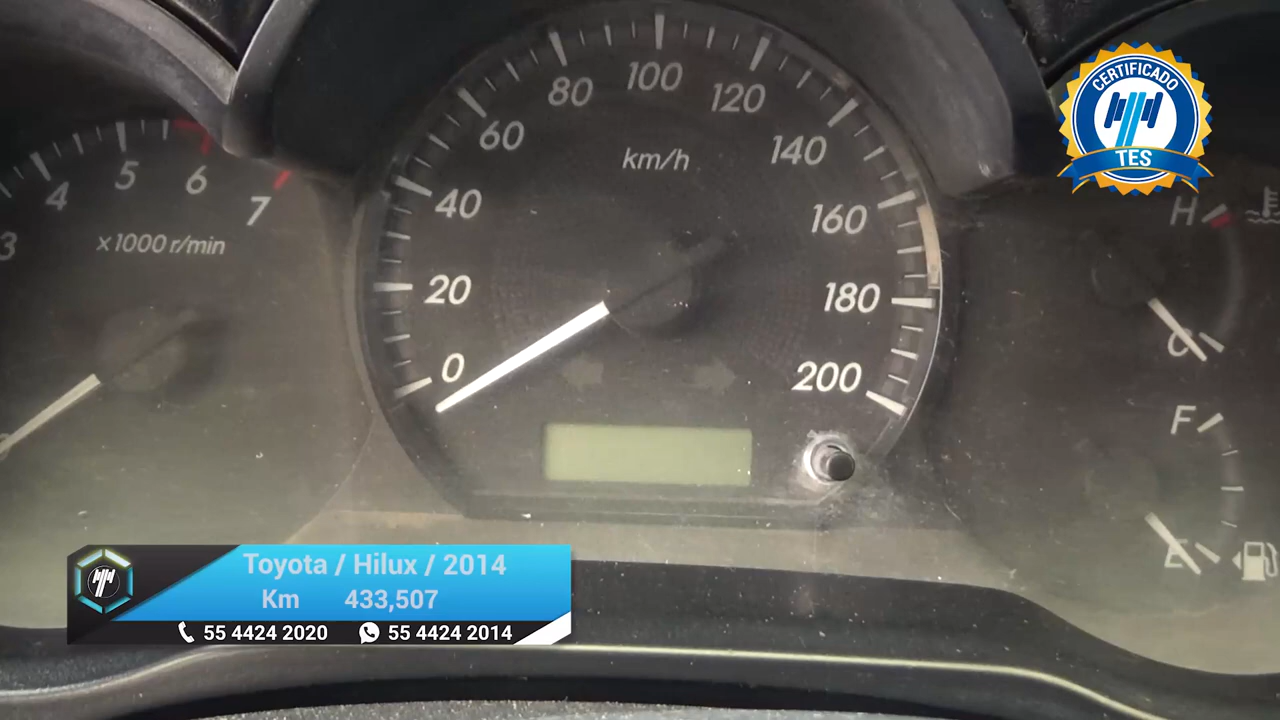 CERTIFICADO
TES
3
4
5
6
7
x1000 r/min
0
20
40
60
80
100
120
140
160
180
200
km/h
H
C
F
E
Toyota / Hilux / 2014
Km 433,507
55 4424 2020 55 4424 2014